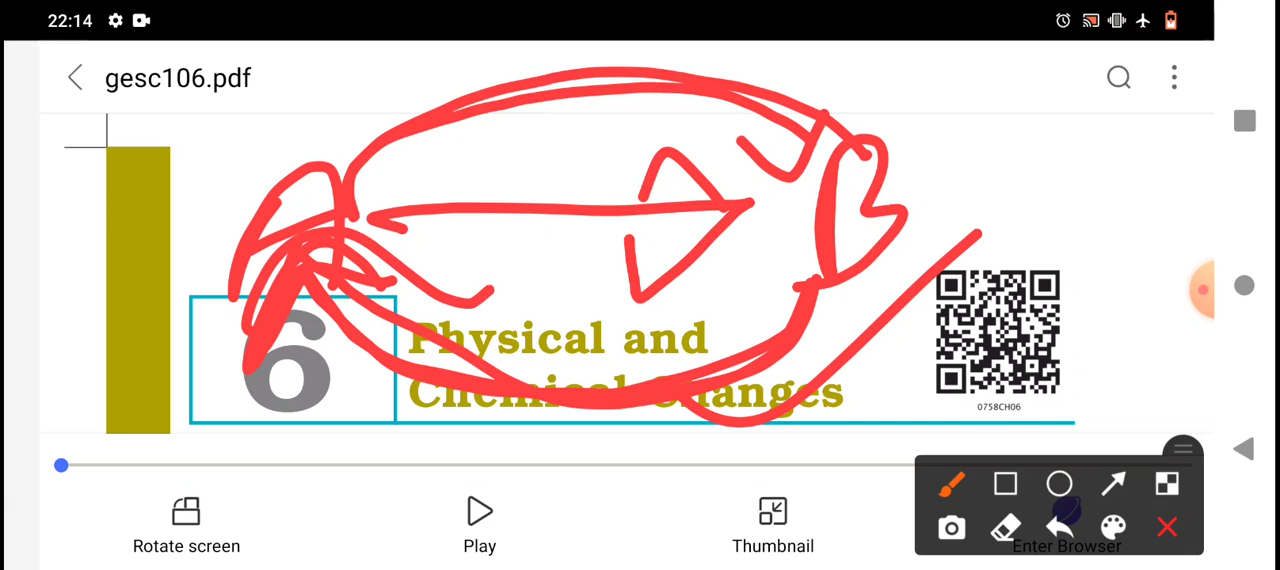 22:14
gesc106.pdf
6
Physical and
Chemical Changes
0758CH06
Rotate screen
Play
Thumbnail
Enter Browser